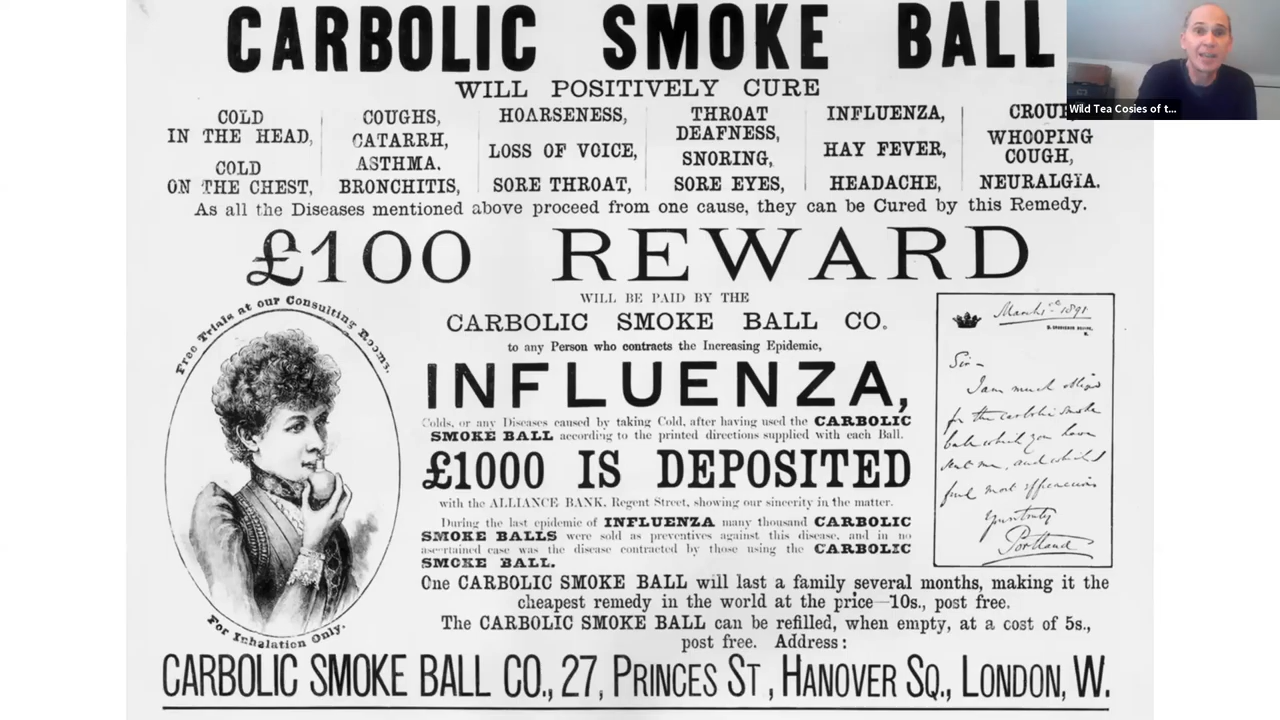 CARBOLIC SMOKE BALL
WILL POSITIVELY CURE
COLD
IN THE HEAD,
COLD
ON THE CHEST,
COUGHS,
CATARRH,
ASTHMA.
BRONCHITIS,
HOARSENESS,
LOSS OF VOICE,
SORE THROAT,
THROAT
DEAFNESS,
SNORING,
SORE EYES,
INFLUENZA,
HAY FEVER,
HEADACHE,
WHOOPING
COUGH,
NEURALGIA.
Wild Tea Cosies of t...
As all the Diseases mentioned above proceed from one cause, they can be Cured by this Remedy.
£100 REWARD
WILL BE PAID BY THE
CARBOLIC SMOKE BALL CO.
to any Person who contracts the Increasing Epidemic,
INFLUENZA,
Colds, or any Diseases caused by taking Cold, after having used the CARBOLIC
SMOKE BALL according to the printed directions supplied with each Ball.
£1000 IS DEPOSITED
with the ALLIANCE BANK, Regent Street, showing our sincerity in the matter.
During the last epidemic of INFLUENZA many thousand CARBOLIC
SMOKE BALLS were sold as preventives against this disease, and in no
ascertained case was the disease contracted by those using the CARBOLIC
SMOKE BALL.
One CARBOLIC SMOKE BALL will last a family several months, making it the
cheapest remedy in the world at the price—10s., post free.
The CARBOLIC SMOKE BALL can be refilled, when empty, at a cost of 5s.,
post free. Address:
CARBOLIC SMOKE BALL CO., 27, PRINCES ST, HANOVER SQ., LONDON, W.
Free Trials at our Consulting Rooms.
For Inhalation Only.
March 1891
Sir—
I am much obliged
for the carbolic smoke
ball which you have
sent me, and which I
find most efficacious
Yours truly
Portland